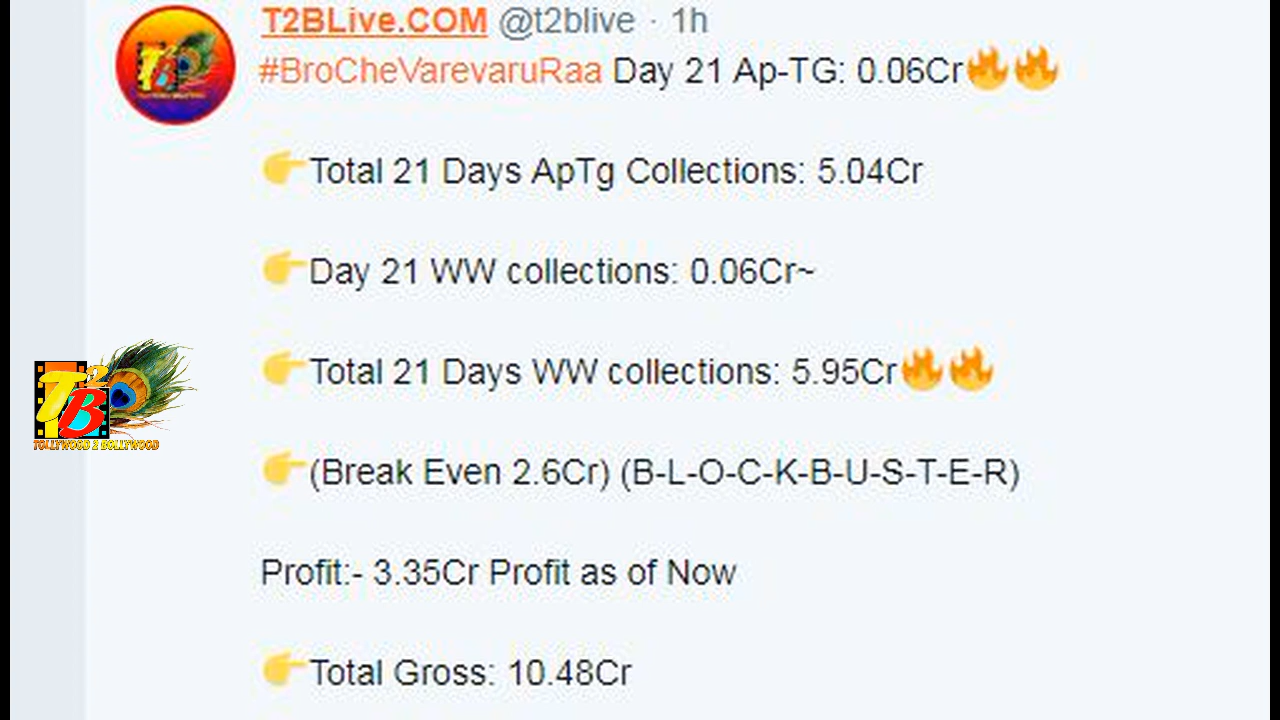 T2BLive.COM @t2blive · 1h
#BroCheVarevaruRaa Day 21 Ap-TG: 0.06Cr🔥🔥
👉Total 21 Days ApTg Collections: 5.04Cr
👉Day 21 WW collections: 0.06Cr~
👉Total 21 Days WW collections: 5.95Cr🔥🔥
👉(Break Even 2.6Cr) (B-L-O-C-K-B-U-S-T-E-R)
Profit:- 3.35Cr Profit as of Now
👉Total Gross: 10.48Cr
T2B
TOLLYWOOD 2 BOLLYWOOD